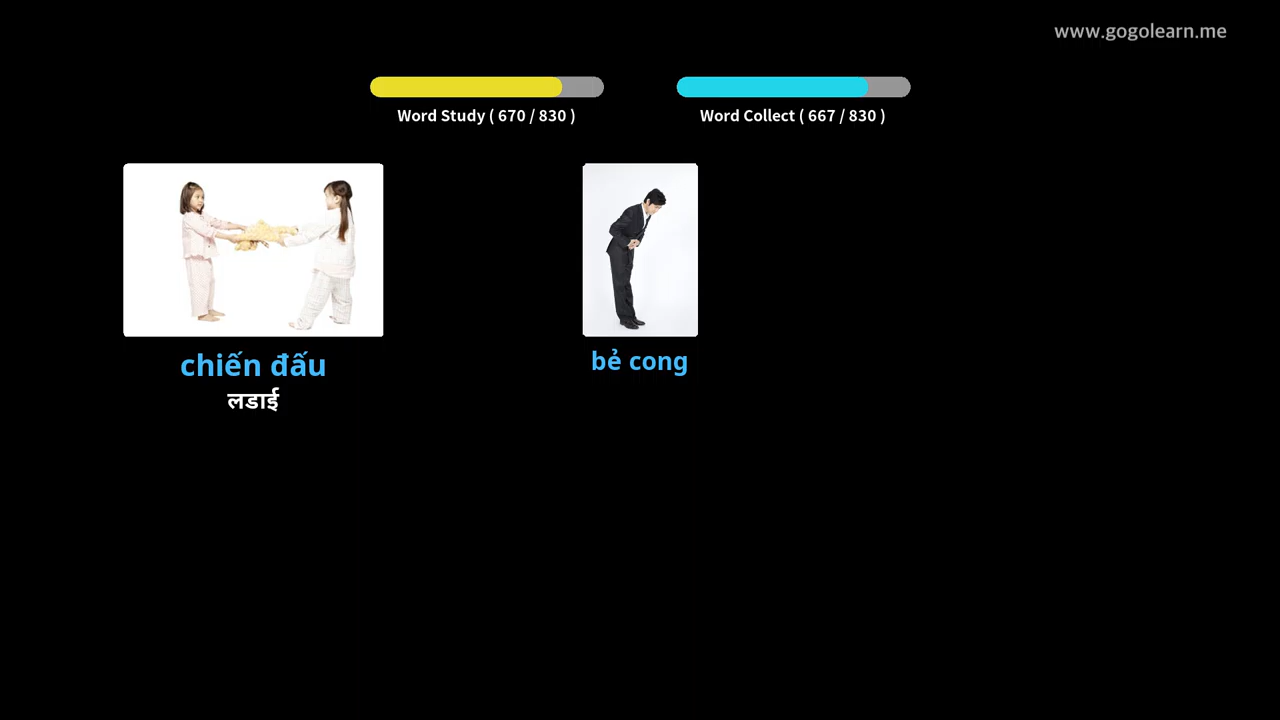 www.gogolearn.me
Word Study ( 670 / 830 )
Word Collect ( 667 / 830 )
chiến đấu
लडाई
bẻ cong